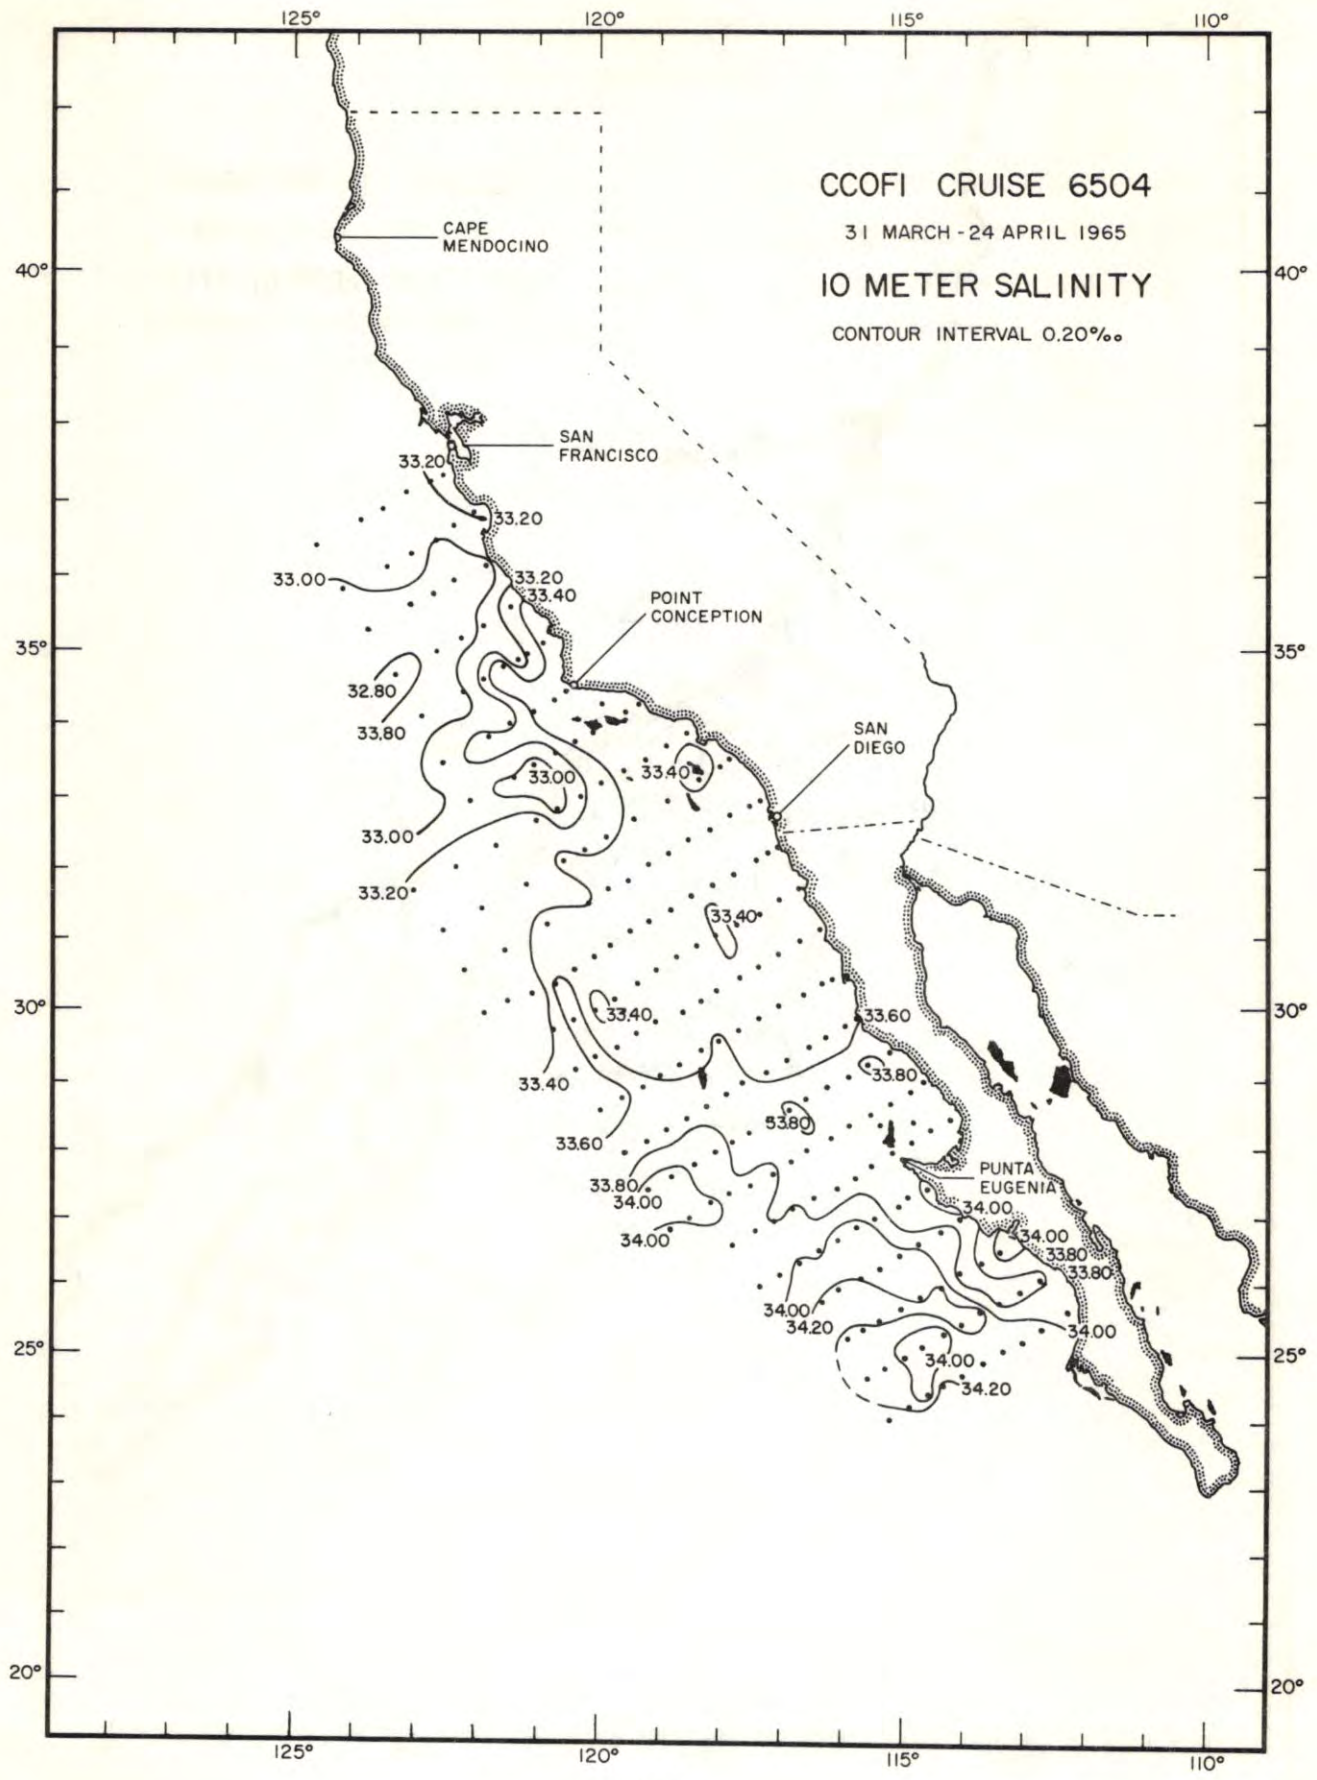 125° 120° 115° 110°
CCOFI CRUISE 6504
31 MARCH - 24 APRIL 1965
10 METER SALINITY
CONTOUR INTERVAL 0.20‰
CAPE
MENDOCINO
40° 40°
SAN
FRANCISCO
33.20
33.20
33.00
33.20
33.40
POINT
CONCEPTION
35° 35°
32.80
33.80
SAN
DIEGO
33.00
33.40
33.00
33.20
33.40
30° 30°
33.40
33.60
33.40
33.80
33.80
33.60
PUNTA
EUGENIA
33.80
34.00
34.00
34.00
34.00
33.80
33.80
34.00
34.20
34.00
25° 25°
34.00
34.20
20° 20°
125° 120° 115° 110°